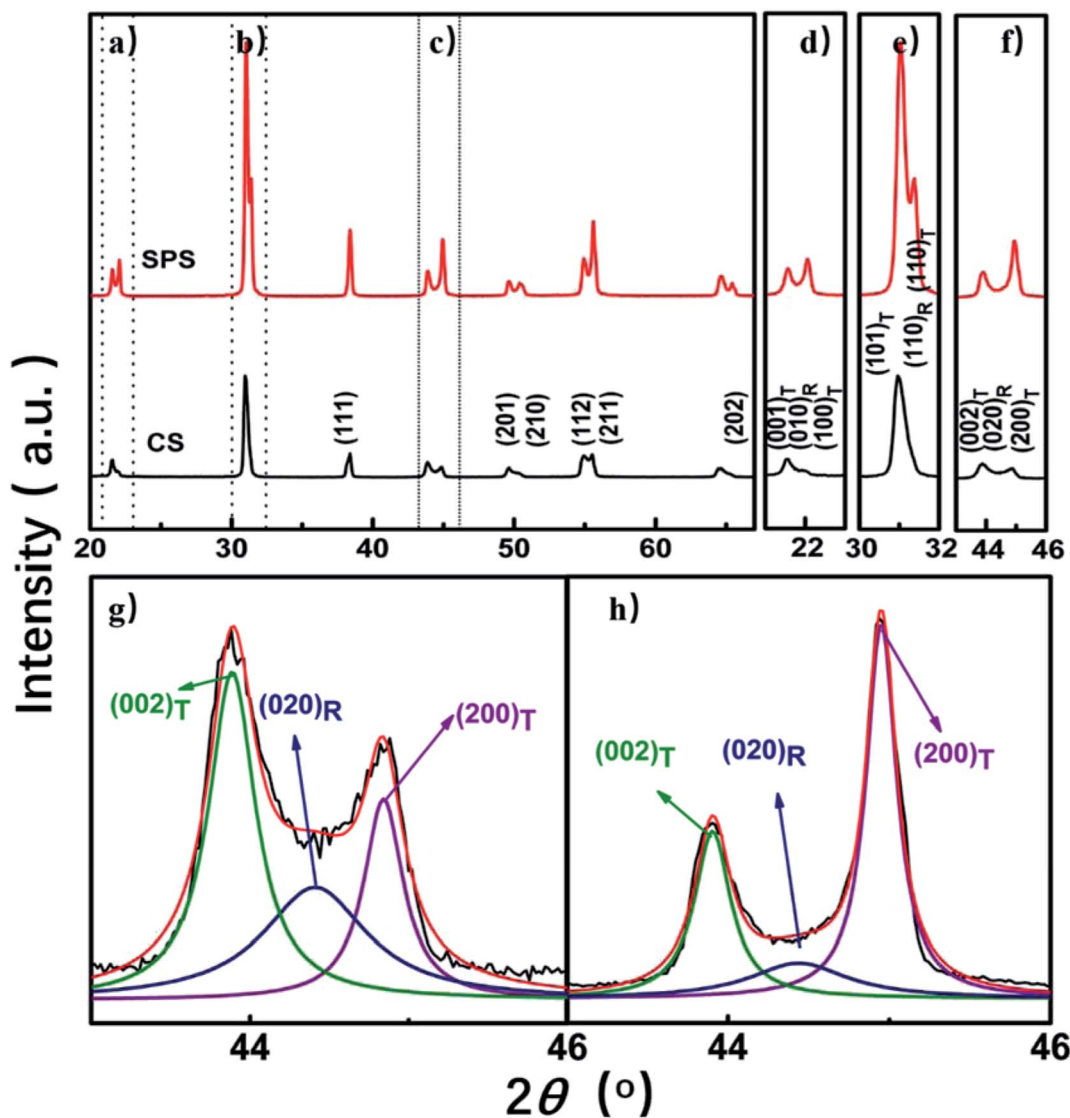 a)
b)
c)
d)
e)
f)
SPS
CS
(111)
(201)
(210)
(112)
(211)
(202)
(001)T
(010)R
(100)T
(101)T
(110)R
(110)T
(002)T
(020)R
(200)T
20
30
40
50
60
22
30
32
44
46
Intensity ( a.u. )
g)
(002)T
(020)R
(200)T
h)
(002)T
(020)R
(200)T
44
46
44
46
2θ (o)